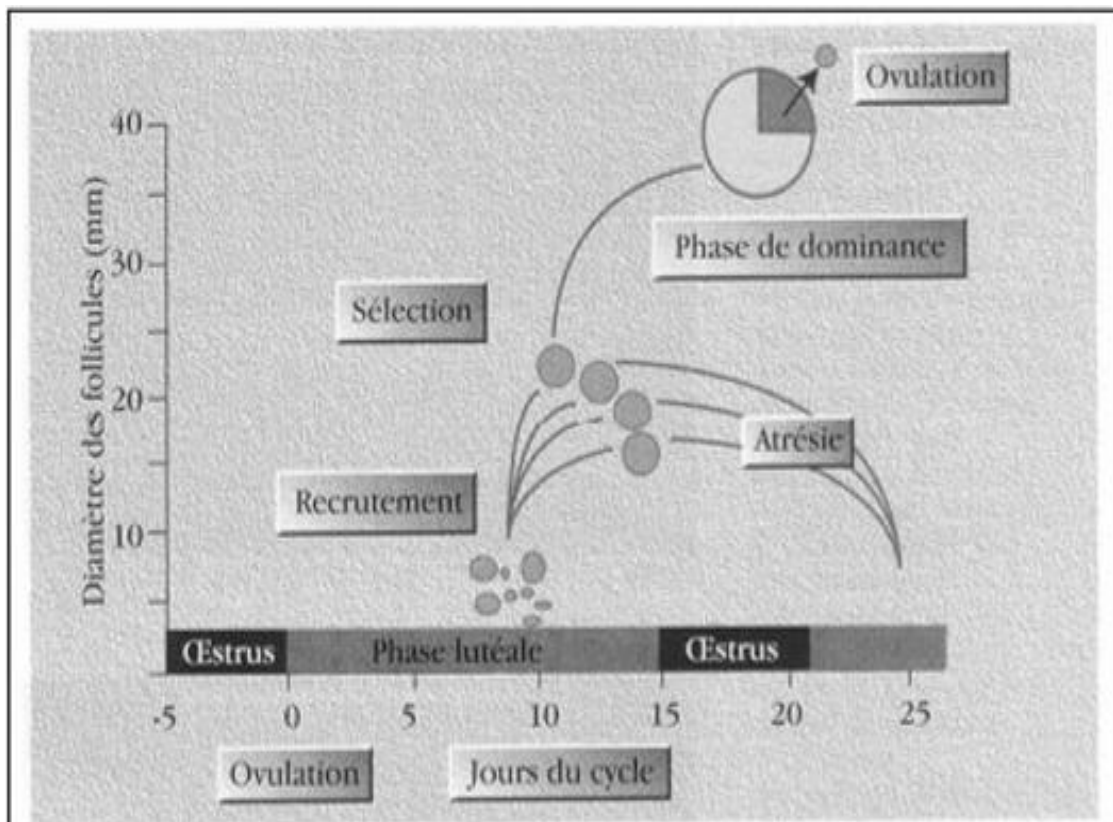 Ovulation
40
Diamètre des follicules (mm)
Phase de dominance
30
Sélection
20
Atrésie
Recrutement
10
Œstrus
Phase lutéale
Œstrus
-5 0 5 10 15 20 25
Ovulation
Jours du cycle